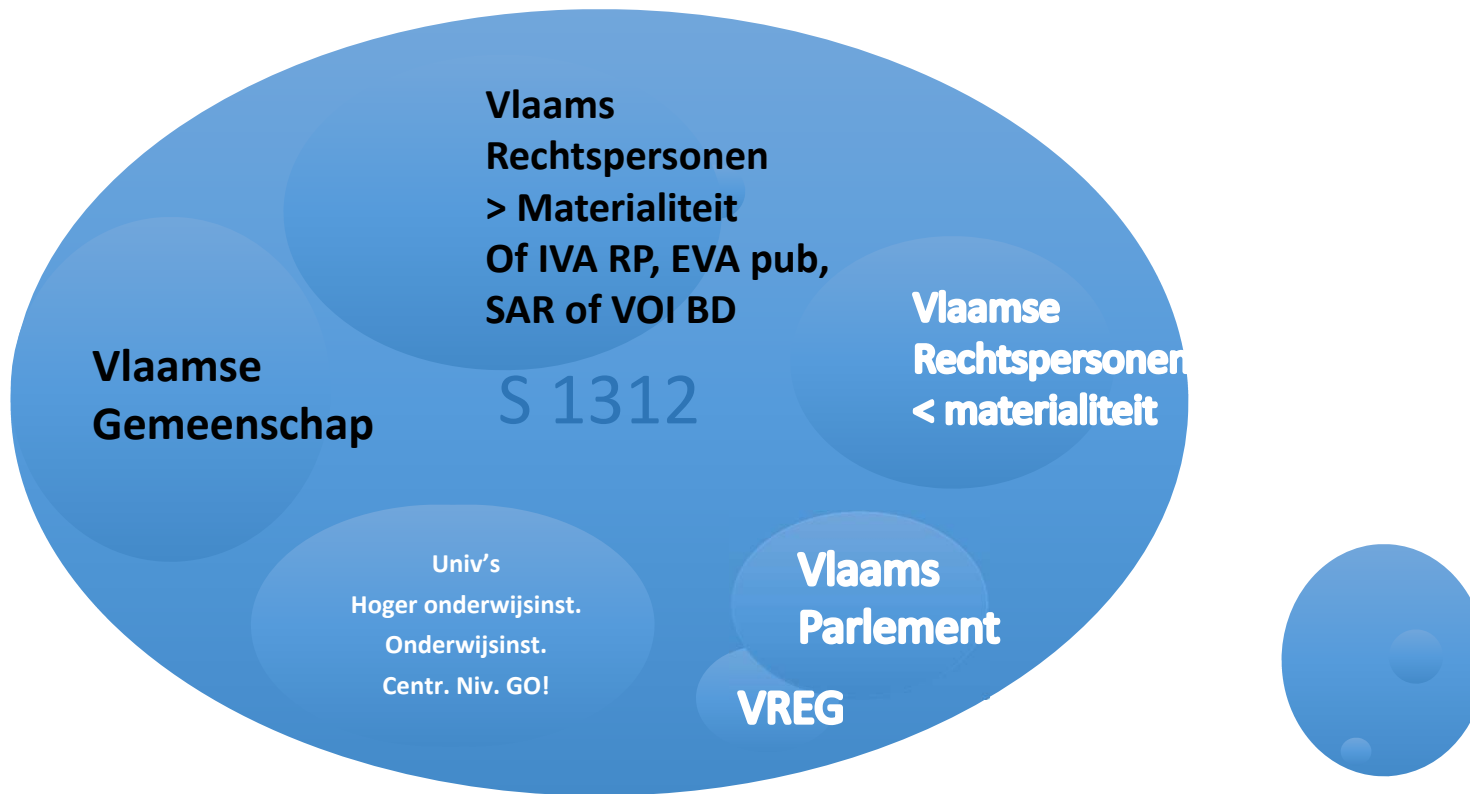 Vlaams
Rechtspersonen
> Materialiteit
Of IVA RP, EVA pub,
SAR of VOI BD
Vlaamse
Rechtspersonen
< materialiteit
Vlaamse
Gemeenschap
S 1312
Univ's
Hoger onderwijsinst.
Onderwijsinst.
Centr. Niv. GO!
Vlaams
Parlement
VREG